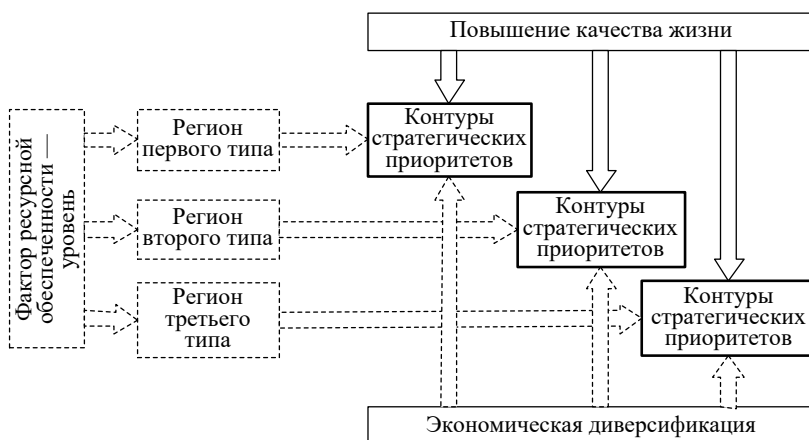 Повышение качества жизни
Фактор ресурсной
обеспеченности —
уровень
Регион
первого типа
Контуры
стратегических
приоритетов
Регион
второго типа
Контуры
стратегических
приоритетов
Регион
третьего
типа
Контуры
стратегических
приоритетов
Экономическая диверсификация